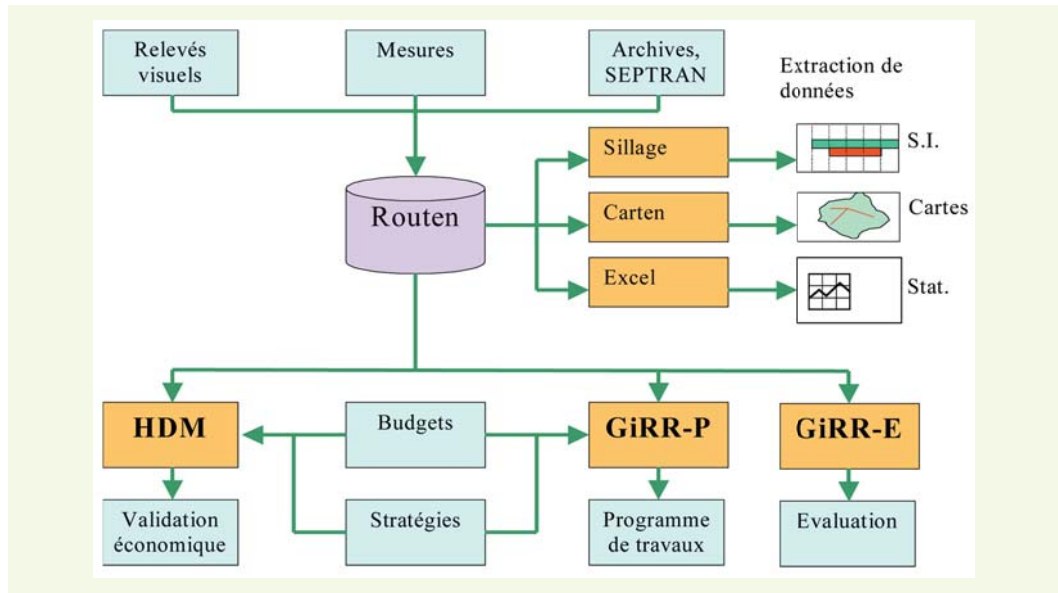 Relevés
visuels
Mesures
Archives,
SEPTRAN
Extraction de
données
Sillage
S.I.
Routen
Carten
Cartes
Excel
Stat.
HDM
Budgets
GiRR-P
GiRR-E
Validation
économique
Stratégies
Programme
de travaux
Evaluation